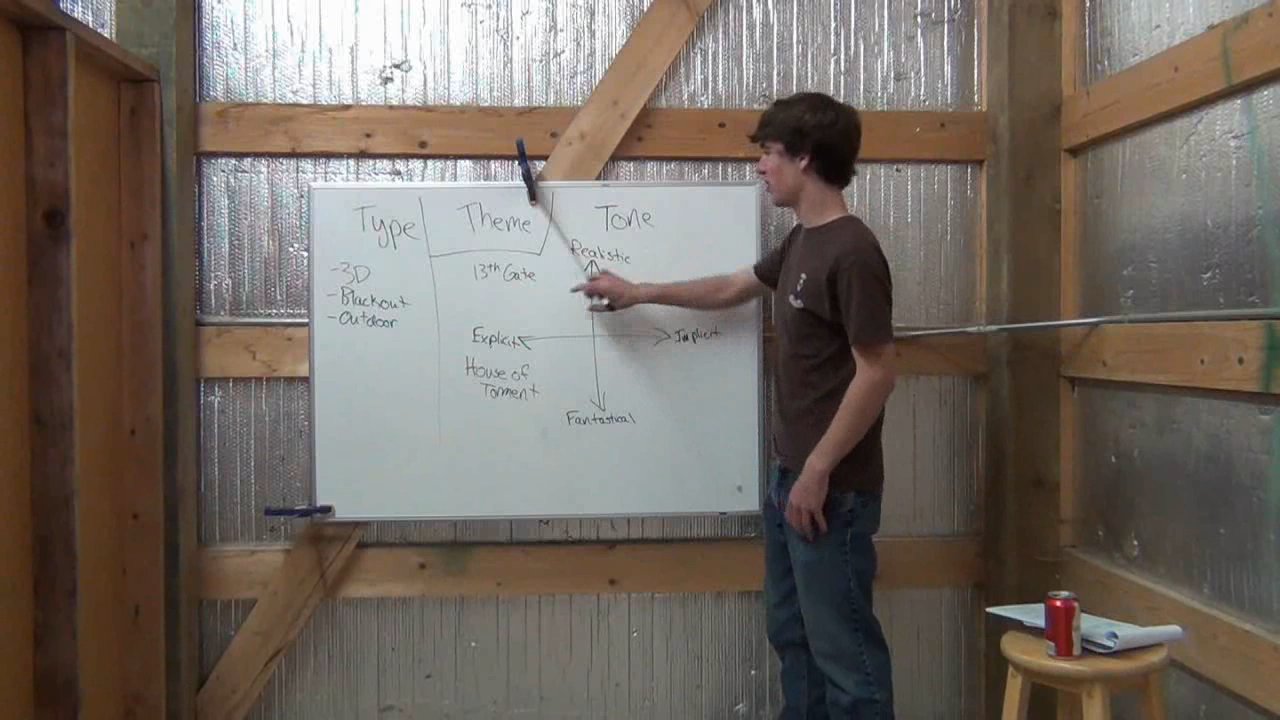 Type Theme Tone
Realistic
-3D
13th Gate
-Blackout
-Outdoor
Explicit Implicit
House of
Torment
Fantastical